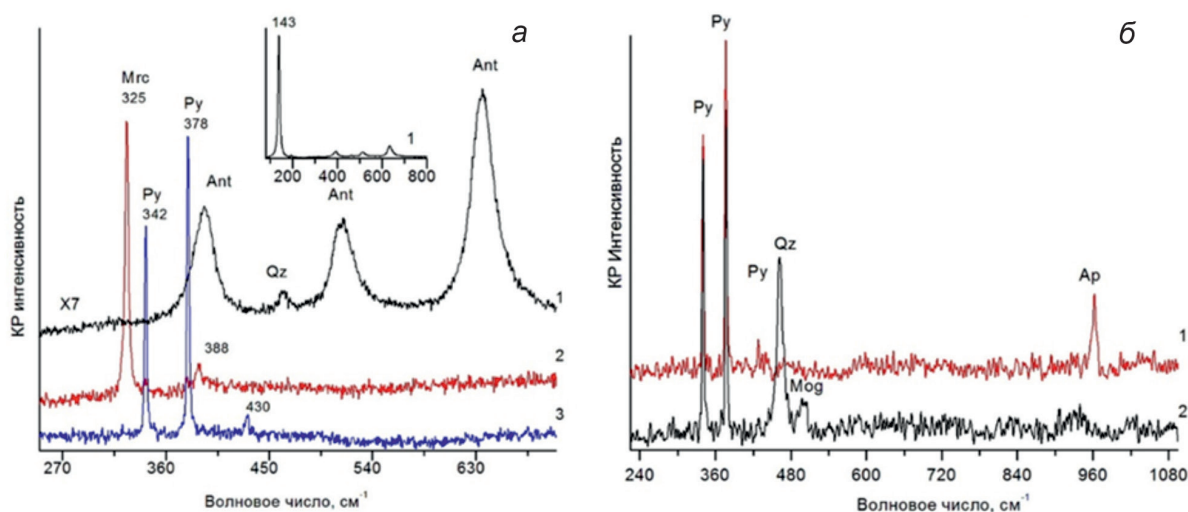 а
143
1
200 400 600 800
Mrc
325
Py
378
Ant
Py
342
Ant
Ant
Qz
X7
1
388
2
430
3
КР интенсивность
270 360 450 540 630
Волновое число, см-1
б
Py
Py
Py
Qz
Ap
1
Mog
2
КР Интенсивность
240 360 480 600 720 840 960 1080
Волновое число, см-1